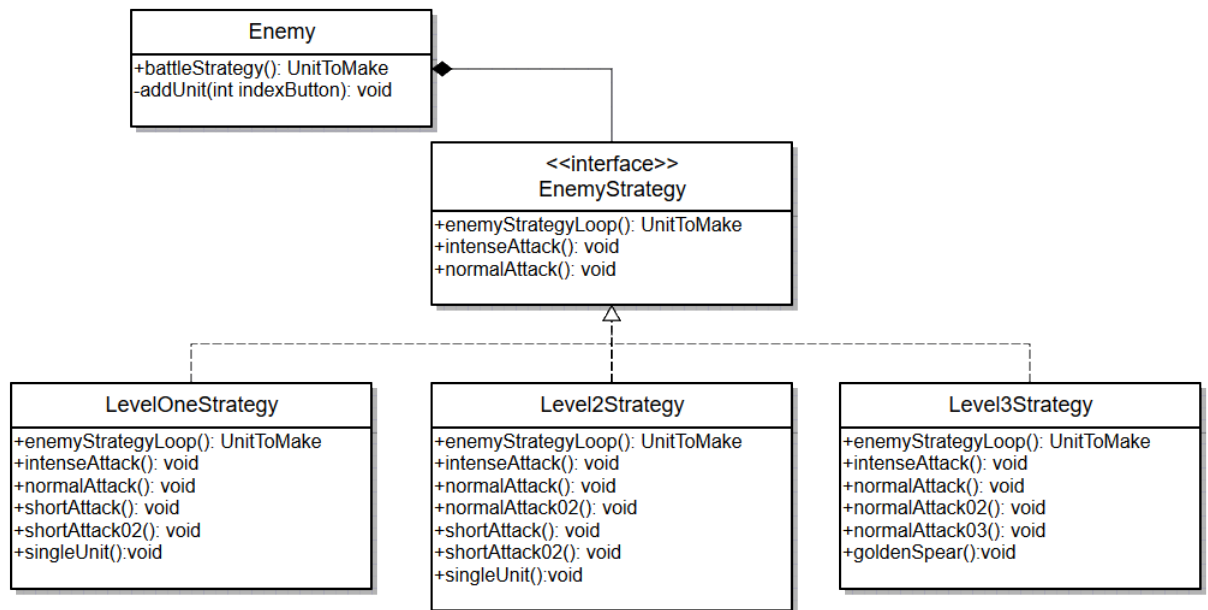 Enemy
+battleStrategy(): UnitToMake
-addUnit(int indexButton): void
<<interface>>
EnemyStrategy
+enemyStrategyLoop(): UnitToMake
+intenseAttack(): void
+normalAttack(): void
LevelOneStrategy
+enemyStrategyLoop(): UnitToMake
+intenseAttack(): void
+normalAttack(): void
+shortAttack(): void
+shortAttack02(): void
+singleUnit():void
Level2Strategy
+enemyStrategyLoop(): UnitToMake
+intenseAttack(): void
+normalAttack(): void
+normalAttack02(): void
+shortAttack(): void
+shortAttack02(): void
+singleUnit():void
Level3Strategy
+enemyStrategyLoop(): UnitToMake
+intenseAttack(): void
+normalAttack(): void
+normalAttack02(): void
+normalAttack03(): void
+goldenSpear():void